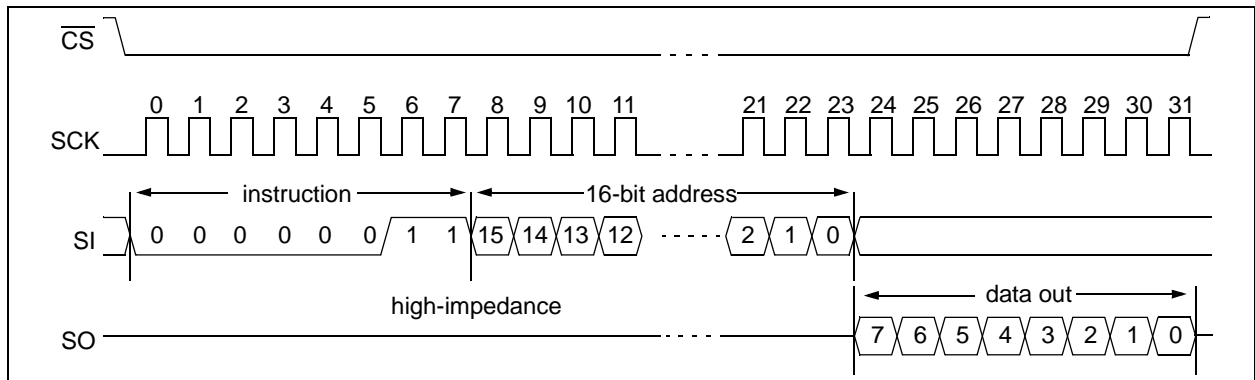 CS
0 1 2 3 4 5 6 7 8 9 10 11 21 22 23 24 25 26 27 28 29 30 31
SCK
instruction 16-bit address
SI 0 0 0 0 0 0 1 1 15 14 13 12 2 1 0
high-impedance data out
SO 7 6 5 4 3 2 1 0